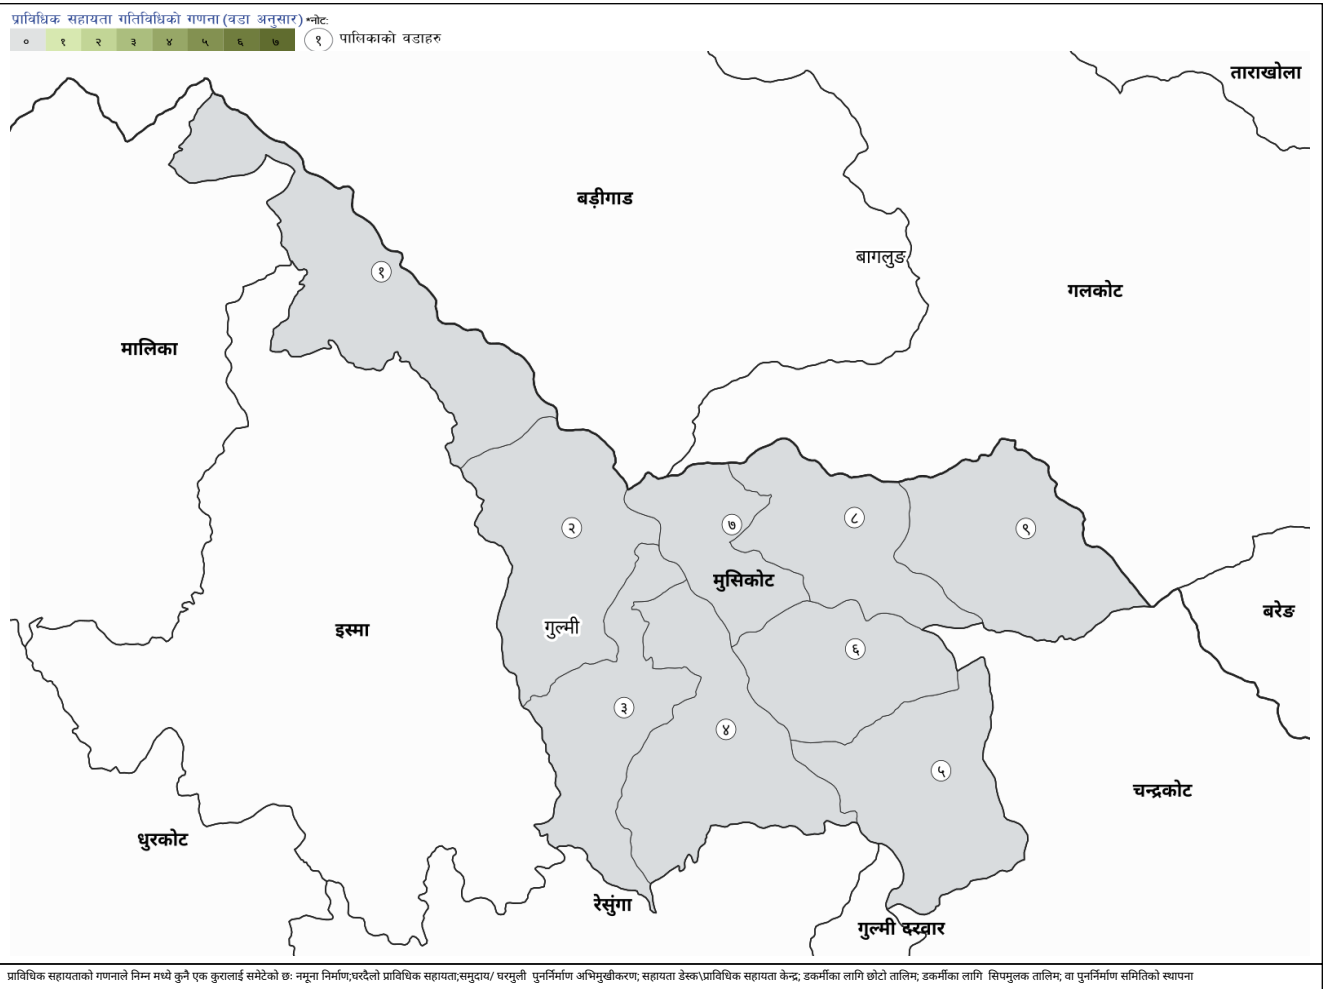 प्राविधिक सहायता गतिविधिको गणना (वडा अनुसार) *नोट:
० १ २ ३ ४ ५ ६ ७ १ पालिकाको वडाहरु
ताराखोला
बड़ीगाड
बागलुङ
१
गलकोट
मालिका
८
२ ७ ९
मुसिकोट
बरेङ
गुल्मी
इस्मा
६
३
४
५
चन्द्रकोट
धुरकोट
रेसुंगा
गुल्मी दरवार
प्राविधिक सहायताको गणनाले निम्न मध्ये कुनै एक कुरालाई समेटेको छः नमूना निर्माण;घरदैलो प्राविधिक सहायता;समुदाय/ घरमुली पुनर्निर्माण अभिमुखीकरण; सहायता डेस्क\प्राविधिक सहायता केन्द्र; डकर्मीका लागि छोटो तालिम; डकर्मीका लागि सिपमुलक तालिम; वा पुनर्निर्माण समितिको स्थापना